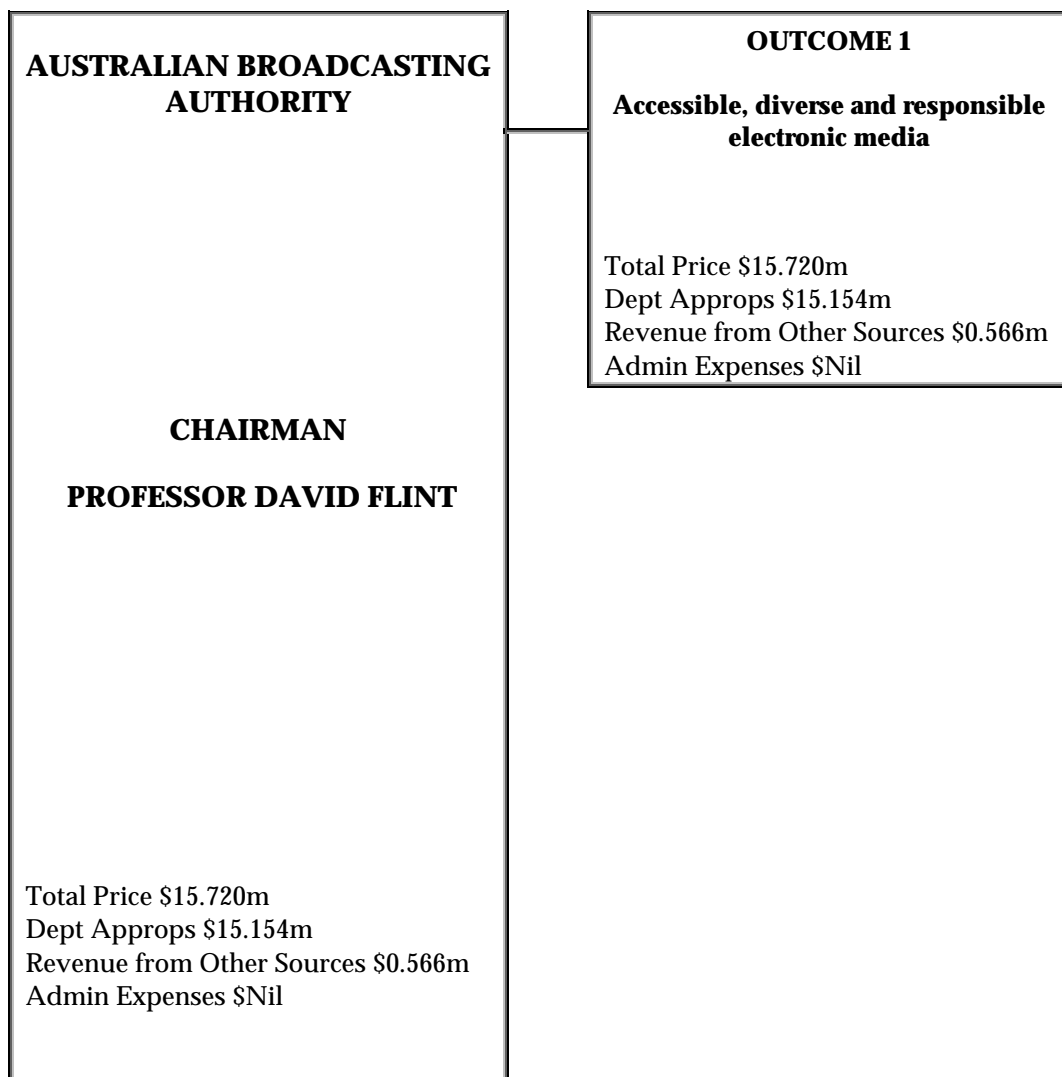 AUSTRALIAN BROADCASTING
AUTHORITY
CHAIRMAN
PROFESSOR DAVID FLINT
Total Price $15.720m
Dept Approps $15.154m
Revenue from Other Sources $0.566m
Admin Expenses $Nil
OUTCOME 1
Accessible, diverse and responsible
electronic media
Total Price $15.720m
Dept Approps $15.154m
Revenue from Other Sources $0.566m
Admin Expenses $Nil